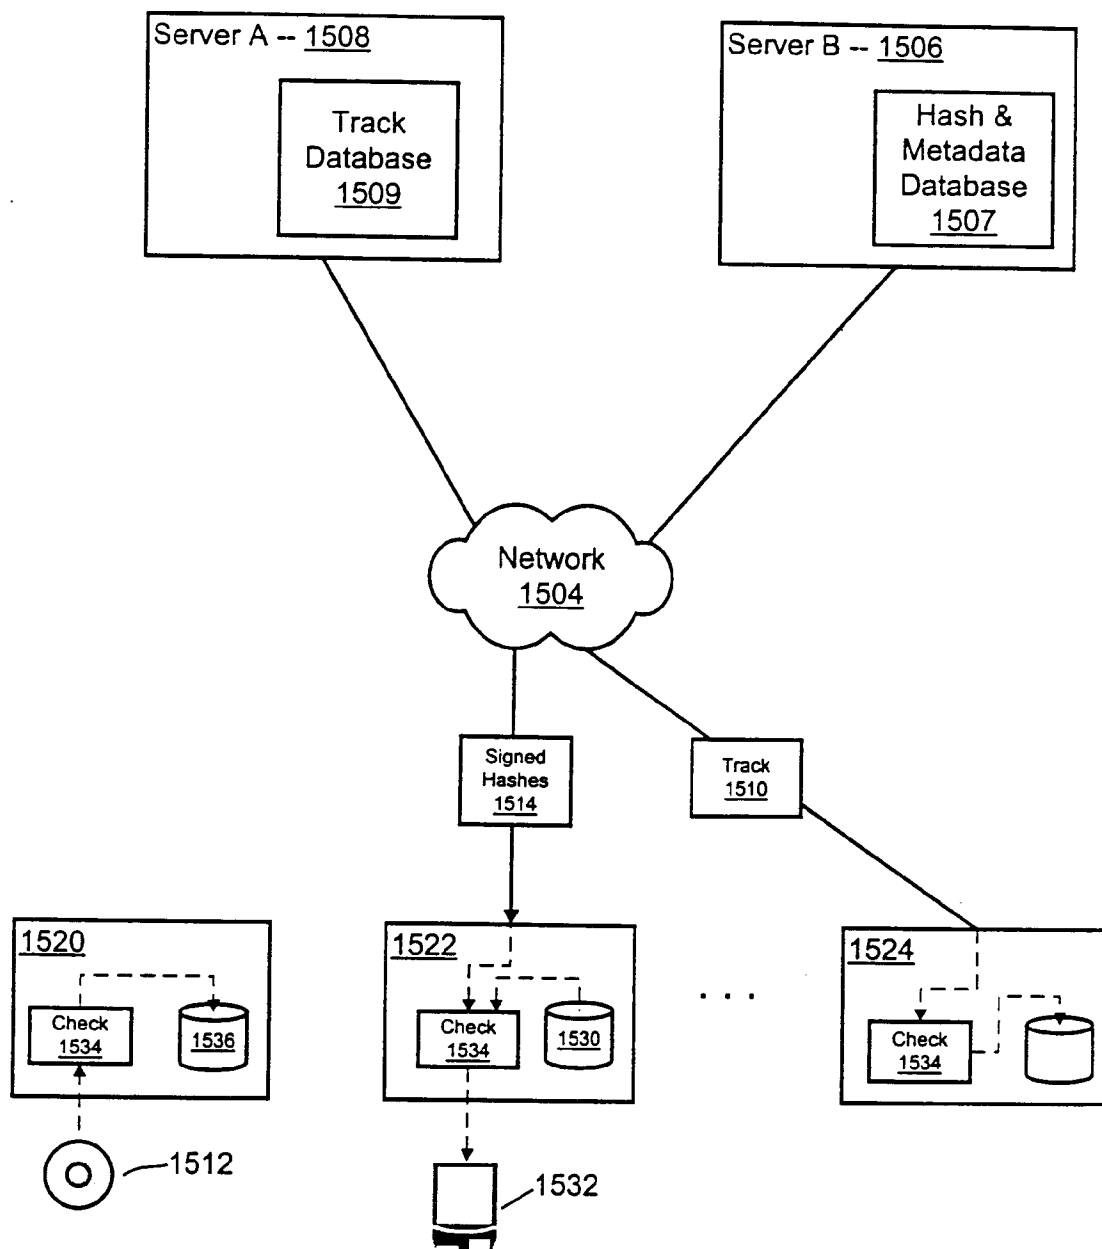 Server A -- 1508
Track
Database
1509
Server B -- 1506
Hash &
Metadata
Database
1507
Network
1504
Signed
Hashes
1514
Track
1510
1520
Check
1534
1536
1512
1522
Check
1534
1530
1532
. . .
1524
Check
1534